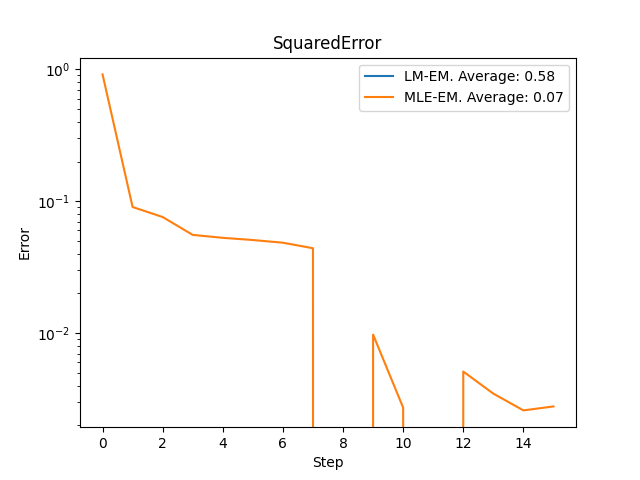 SquaredError
LM-EM. Average: 0.58
MLE-EM. Average: 0.07
Error
10⁰
10⁻¹
10⁻²
0 2 4 6 8 10 12 14
Step